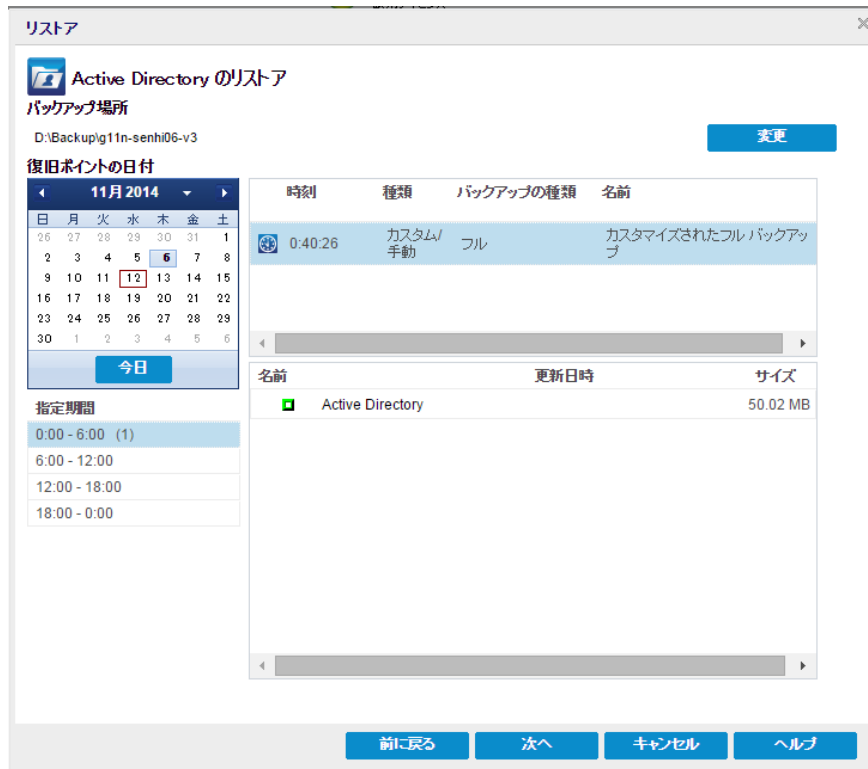 リストア
Active Directory のリストア
バックアップ場所
D:\Backup\g11n-senhi06-v3
変更
復旧ポイントの日付
11月 2014
日 月 火 水 木 金 土
26 27 28 29 30 31 1
2 3 4 5 6 7 8
9 10 11 12 13 14 15
16 17 18 19 20 21 22
23 24 25 26 27 28 29
30 1 2 3 4 5 6
今日
指定期間
0:00 - 6:00 (1)
6:00 - 12:00
12:00 - 18:00
18:00 - 0:00
時刻 種類 バックアップの種類 名前
0:40:26 カスタム/手動 フル カスタマイズされたフル バックアップ
名前 更新日時 サイズ
Active Directory 50.02 MB
前に戻る 次へ キャンセル ヘルプ